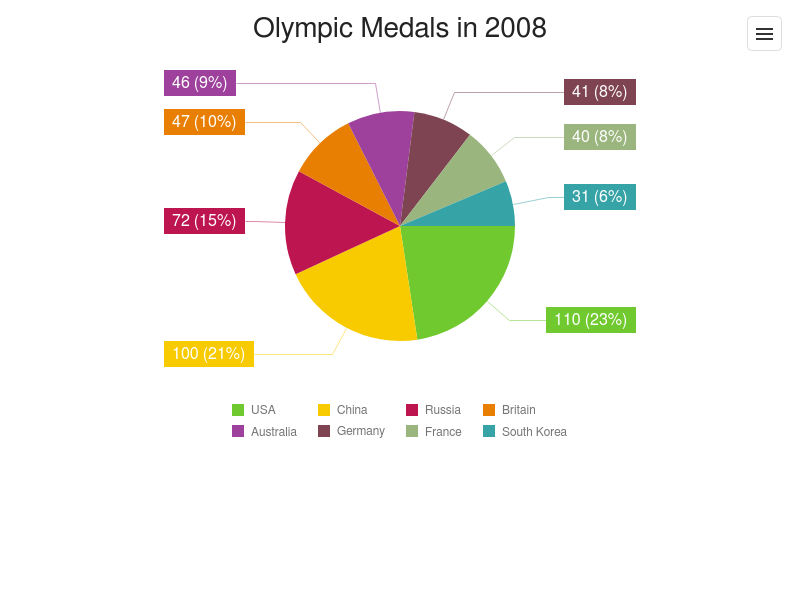 Olympic Medals in 2008
46 (9%)
41 (8%)
47 (10%)
40 (8%)
31 (6%)
72 (15%)
110 (23%)
100 (21%)
USA China Russia Britain
Australia Germany France South Korea